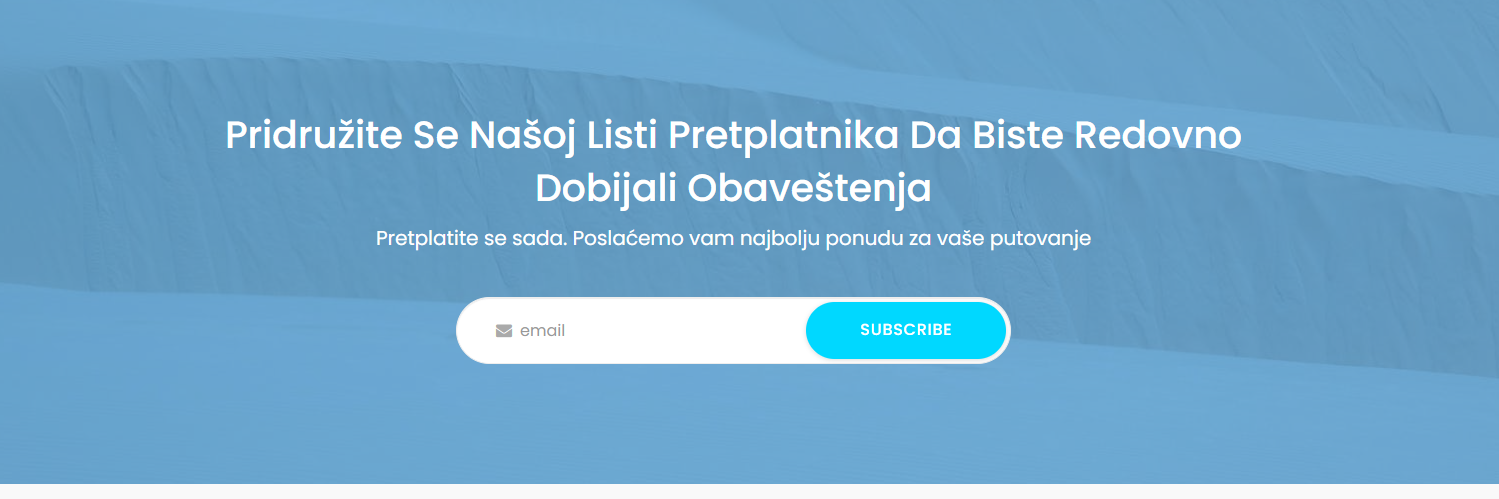 Pridružite Se Našoj Listi Pretplatnika Da Biste Redovno
Dobijali Obaveštenja
Pretplatite se sada. Poslaćemo vam najbolju ponudu za vaše putovanje
email
SUBSCRIBE